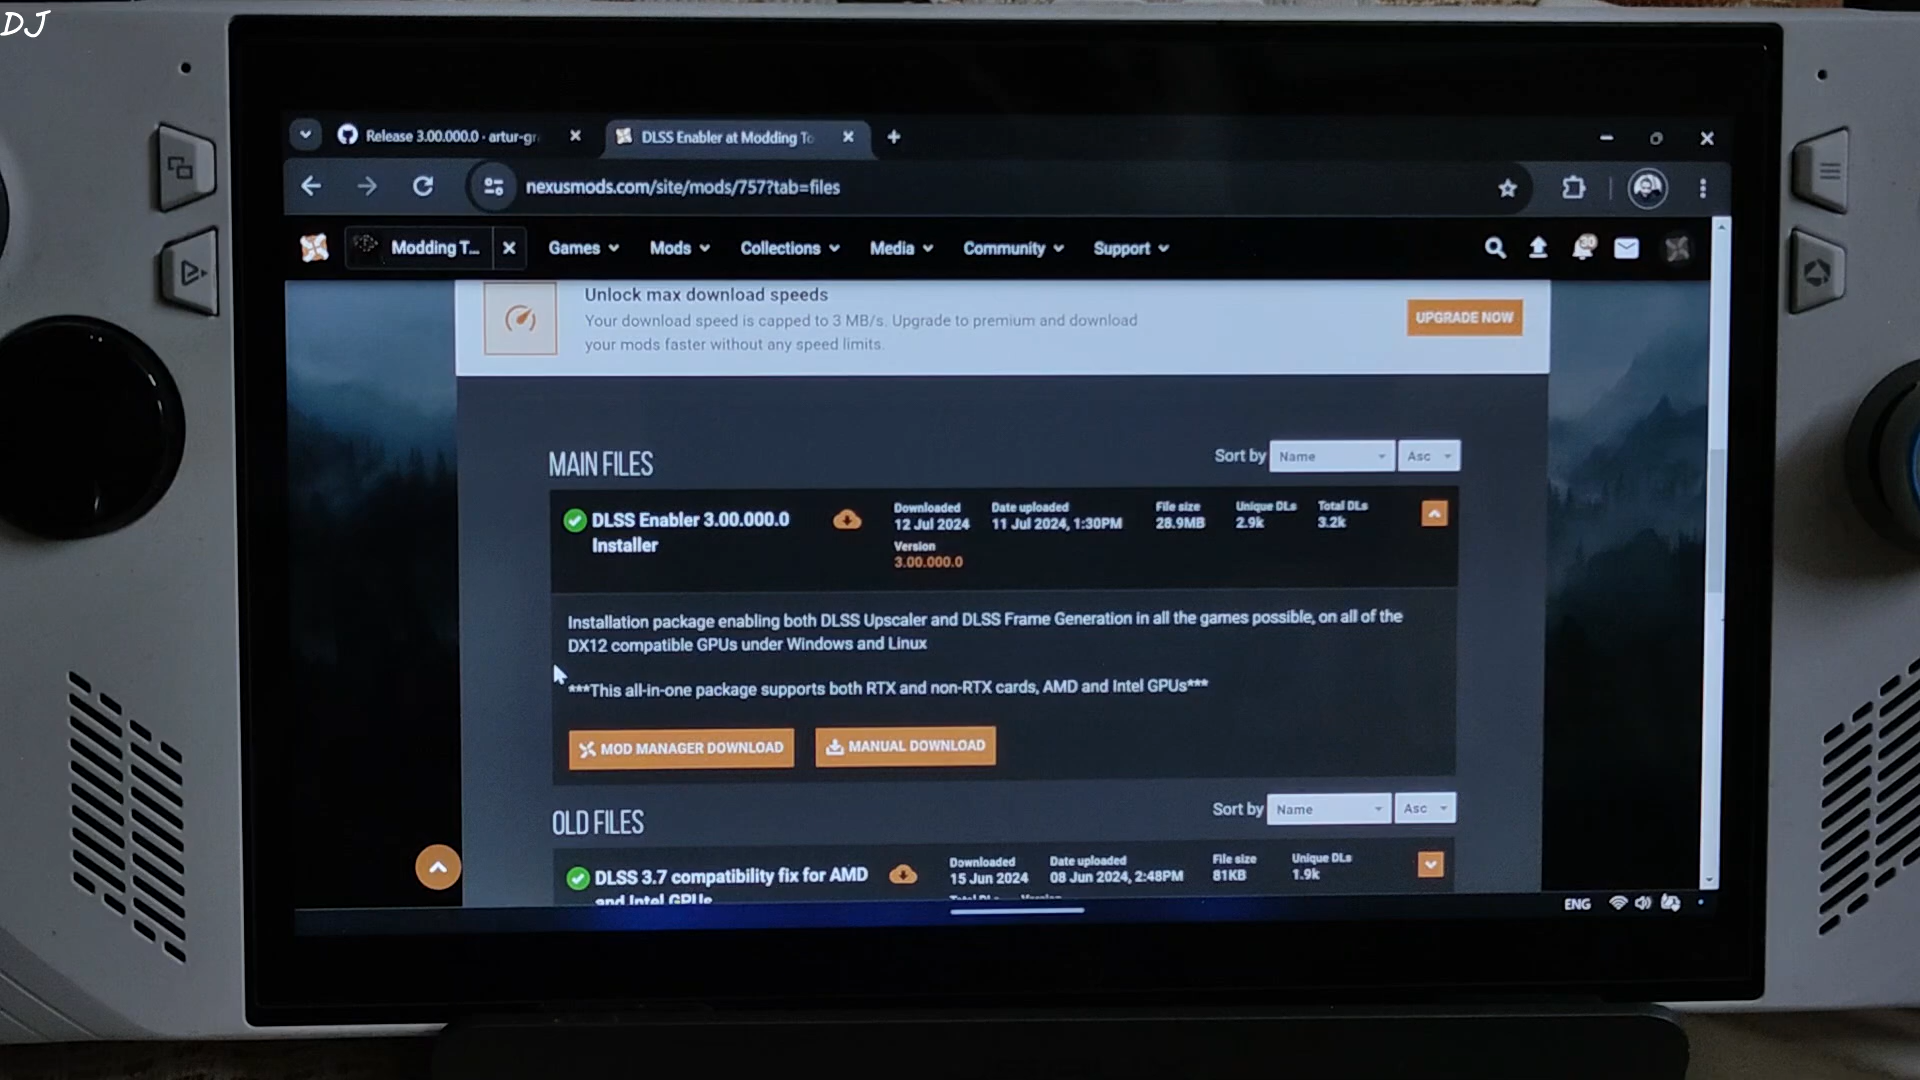 DJ
Release 3.00.000.0 · artur-gr
DLSS Enabler at Modding To
nexusmods.com/site/mods/757?tab=files
Modding T...
Games
Mods
Collections
Media
Community
Support
30
Unlock max download speeds
Your download speed is capped to 3 MB/s. Upgrade to premium and download
your mods faster without any speed limits.
UPGRADE NOW
MAIN FILES
Sort by
Name
Asc
DLSS Enabler 3.00.000.0
Installer
Downloaded
12 Jul 2024
Date uploaded
11 Jul 2024, 1:30PM
File size
28.9MB
Unique DLs
2.9k
Total DLs
3.2k
Version
3.00.000.0
Installation package enabling both DLSS Upscaler and DLSS Frame Generation in all the games possible, on all of the
DX12 compatible GPUs under Windows and Linux
***This all-in-one package supports both RTX and non-RTX cards, AMD and Intel GPUs***
MOD MANAGER DOWNLOAD
MANUAL DOWNLOAD
OLD FILES
Sort by
Name
Asc
DLSS 3.7 compatibility fix for AMD
and Intel GPUs
Downloaded
15 Jun 2024
Date uploaded
08 Jun 2024, 2:48PM
File size
81KB
Unique DLs
1.9k
Total DLs
Version
ENG